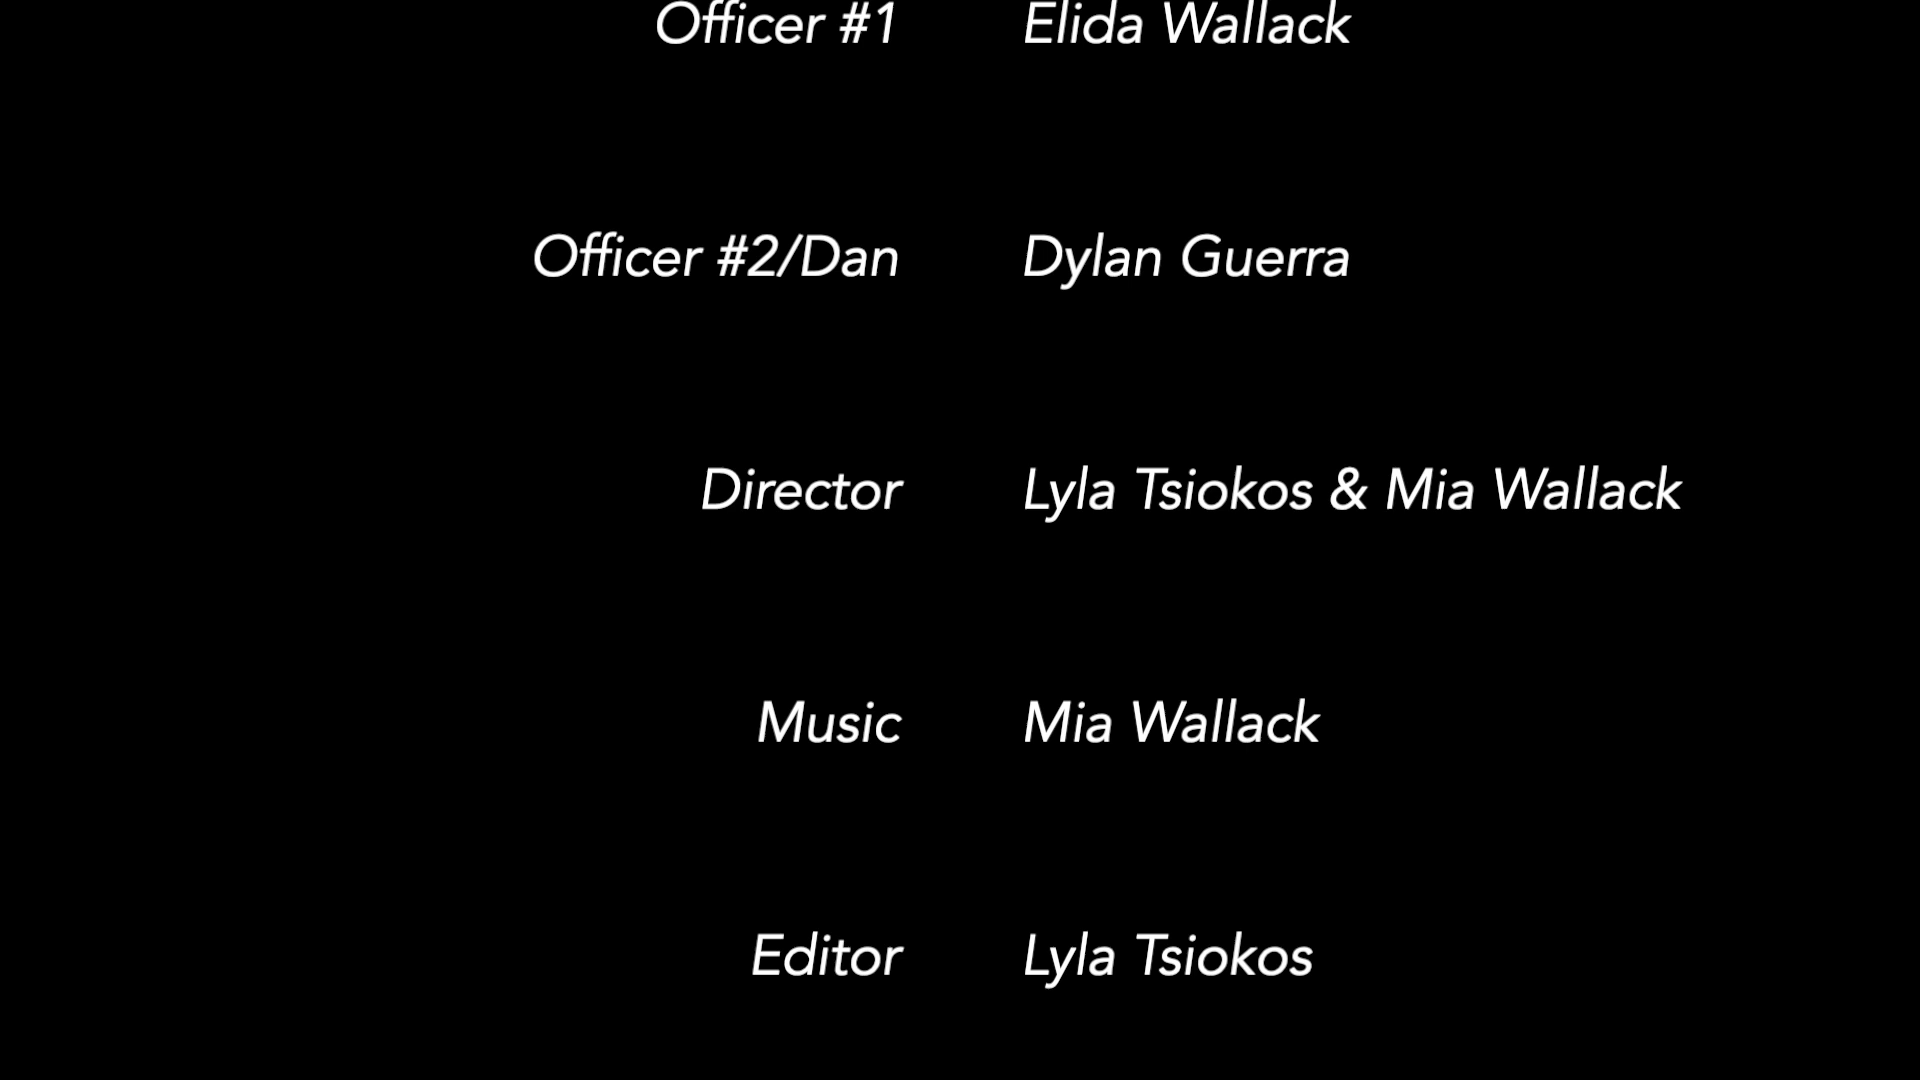 Officer #1 Elida Wallack
Officer #2/Dan Dylan Guerra
Director Lyla Tsiokos & Mia Wallack
Music Mia Wallack
Editor Lyla Tsiokos